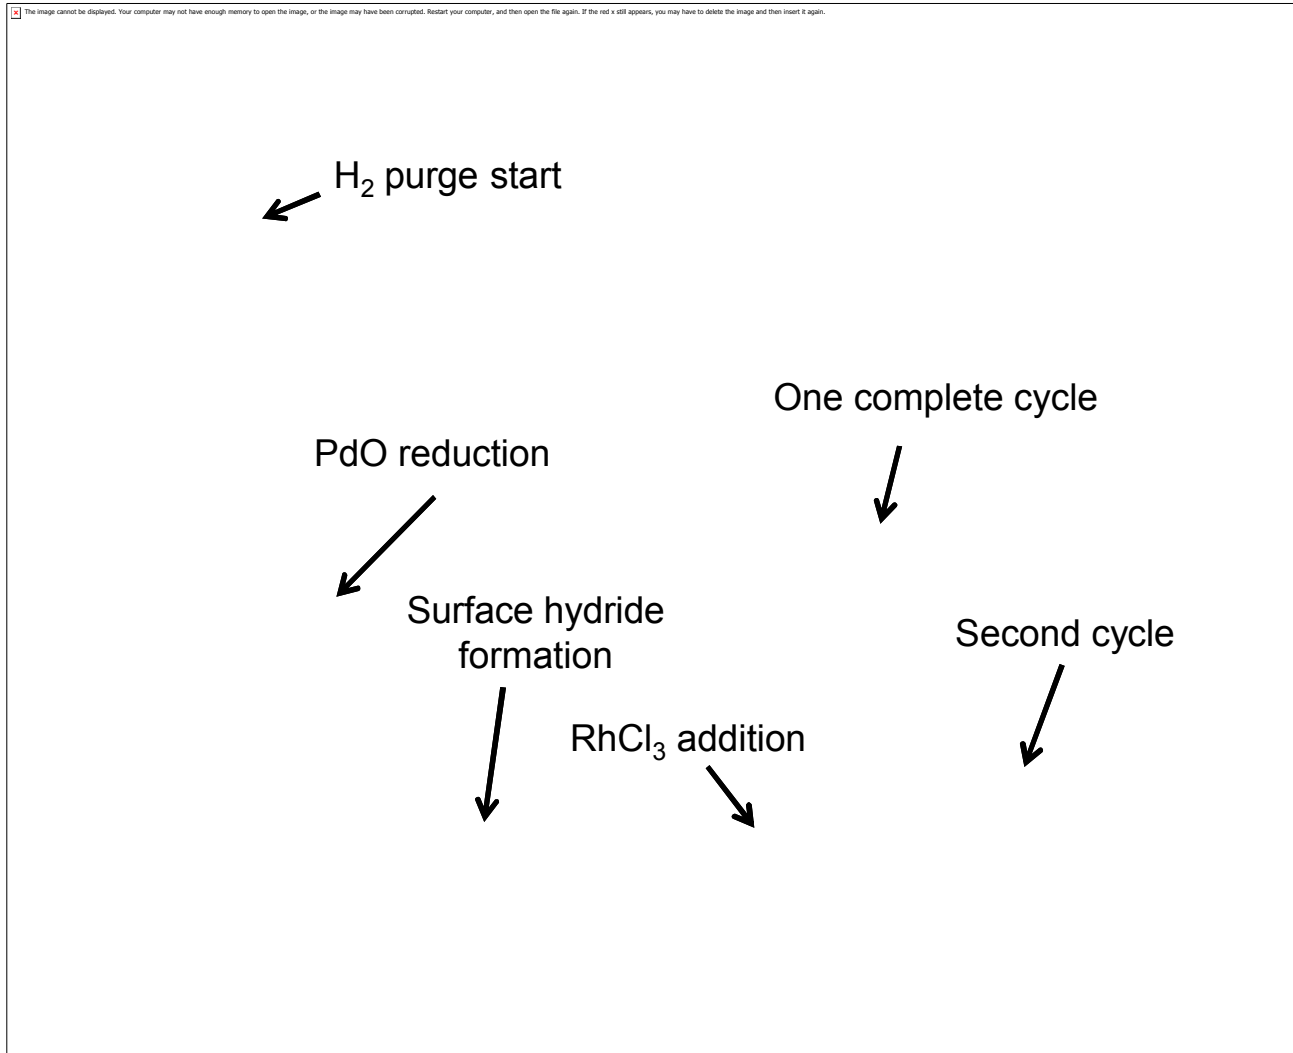 The image cannot be displayed. Your computer may not have enough memory to open the image, or the image may have been corrupted. Restart your computer, and then open the file again. If the red x still appears, you may have to delete the image and then insert it again.
H₂ purge start
One complete cycle
PdO reduction
Surface hydride
formation
Second cycle
RhCl₃ addition